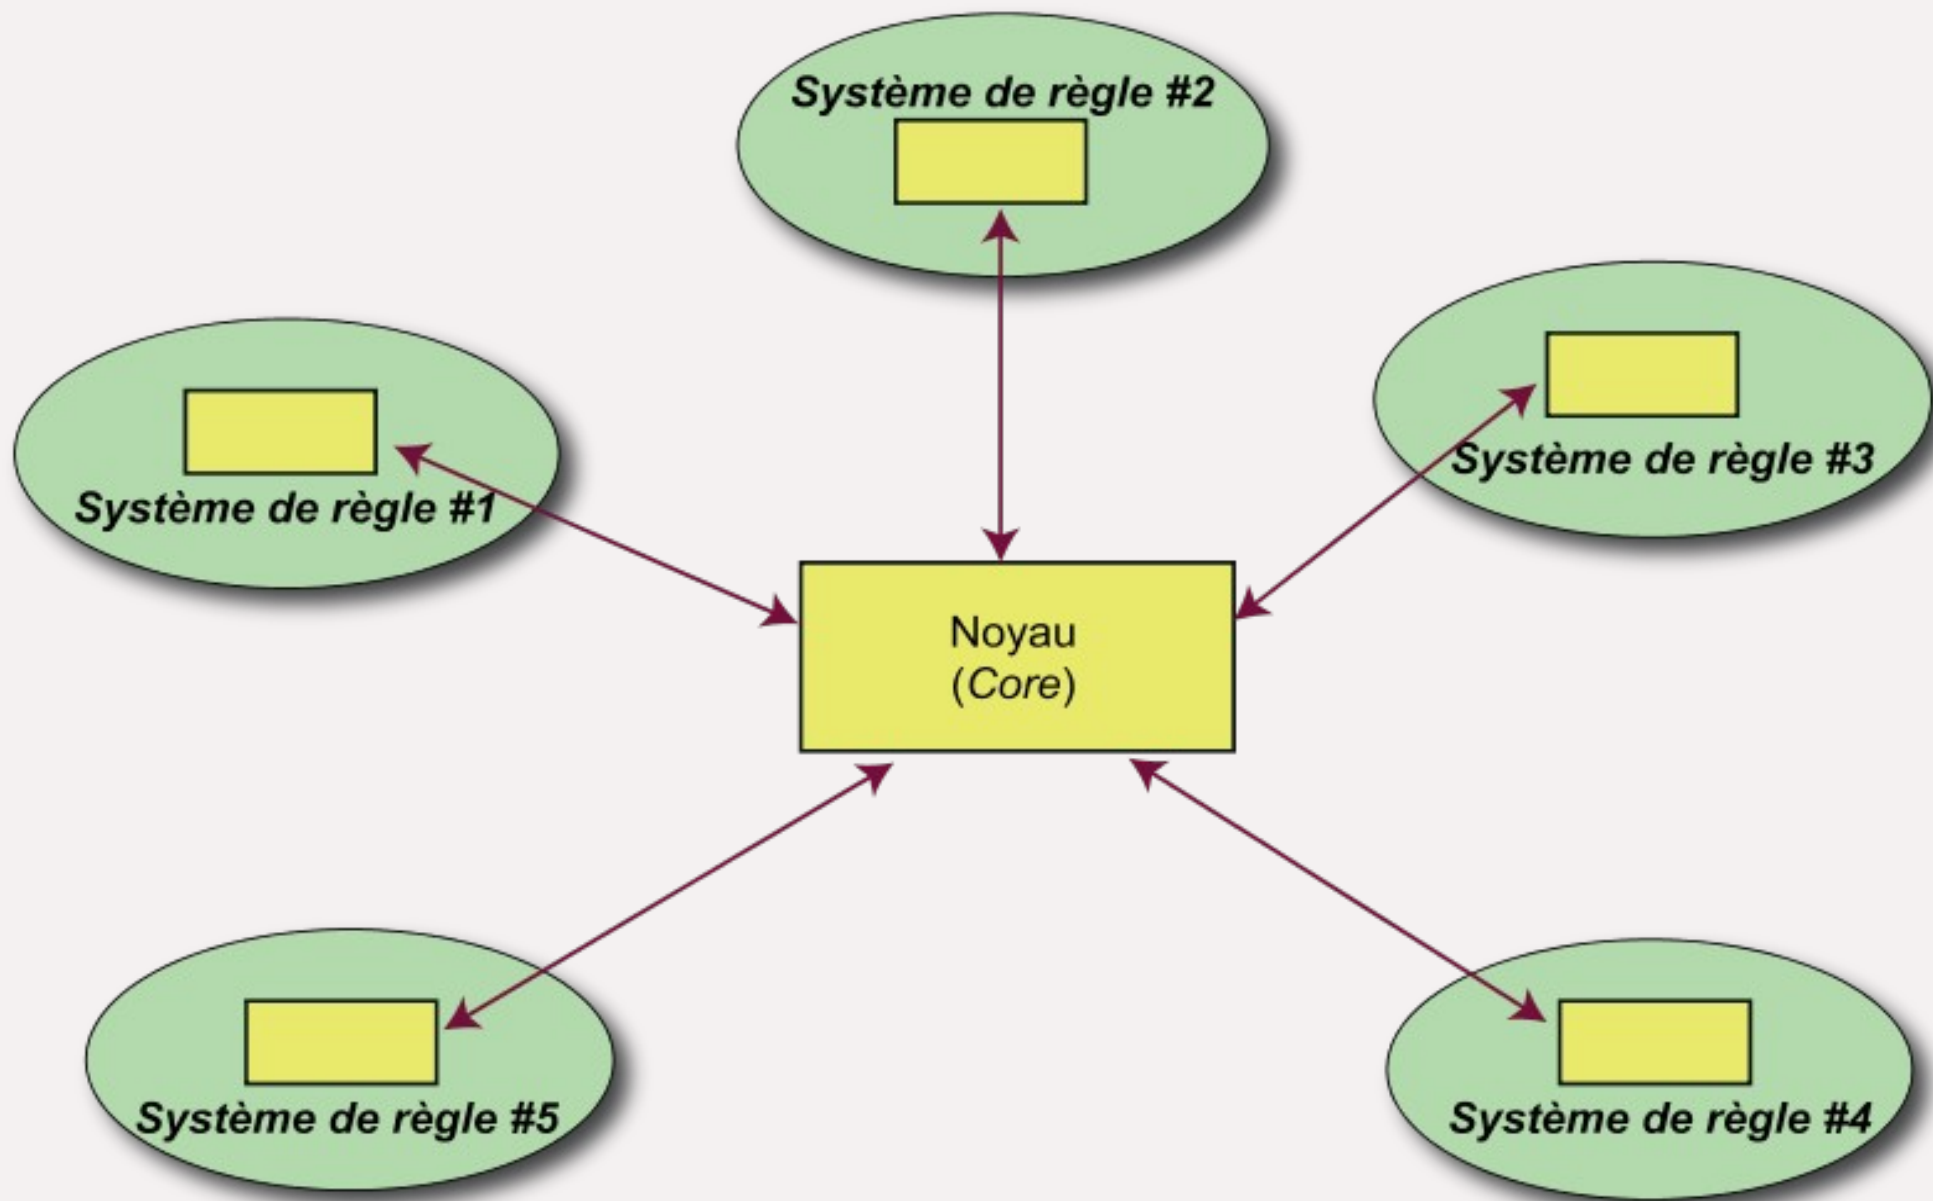 Système de règle #2
Système de règle #3
Système de règle #1
Noyau
(Core)
Système de règle #5
Système de règle #4